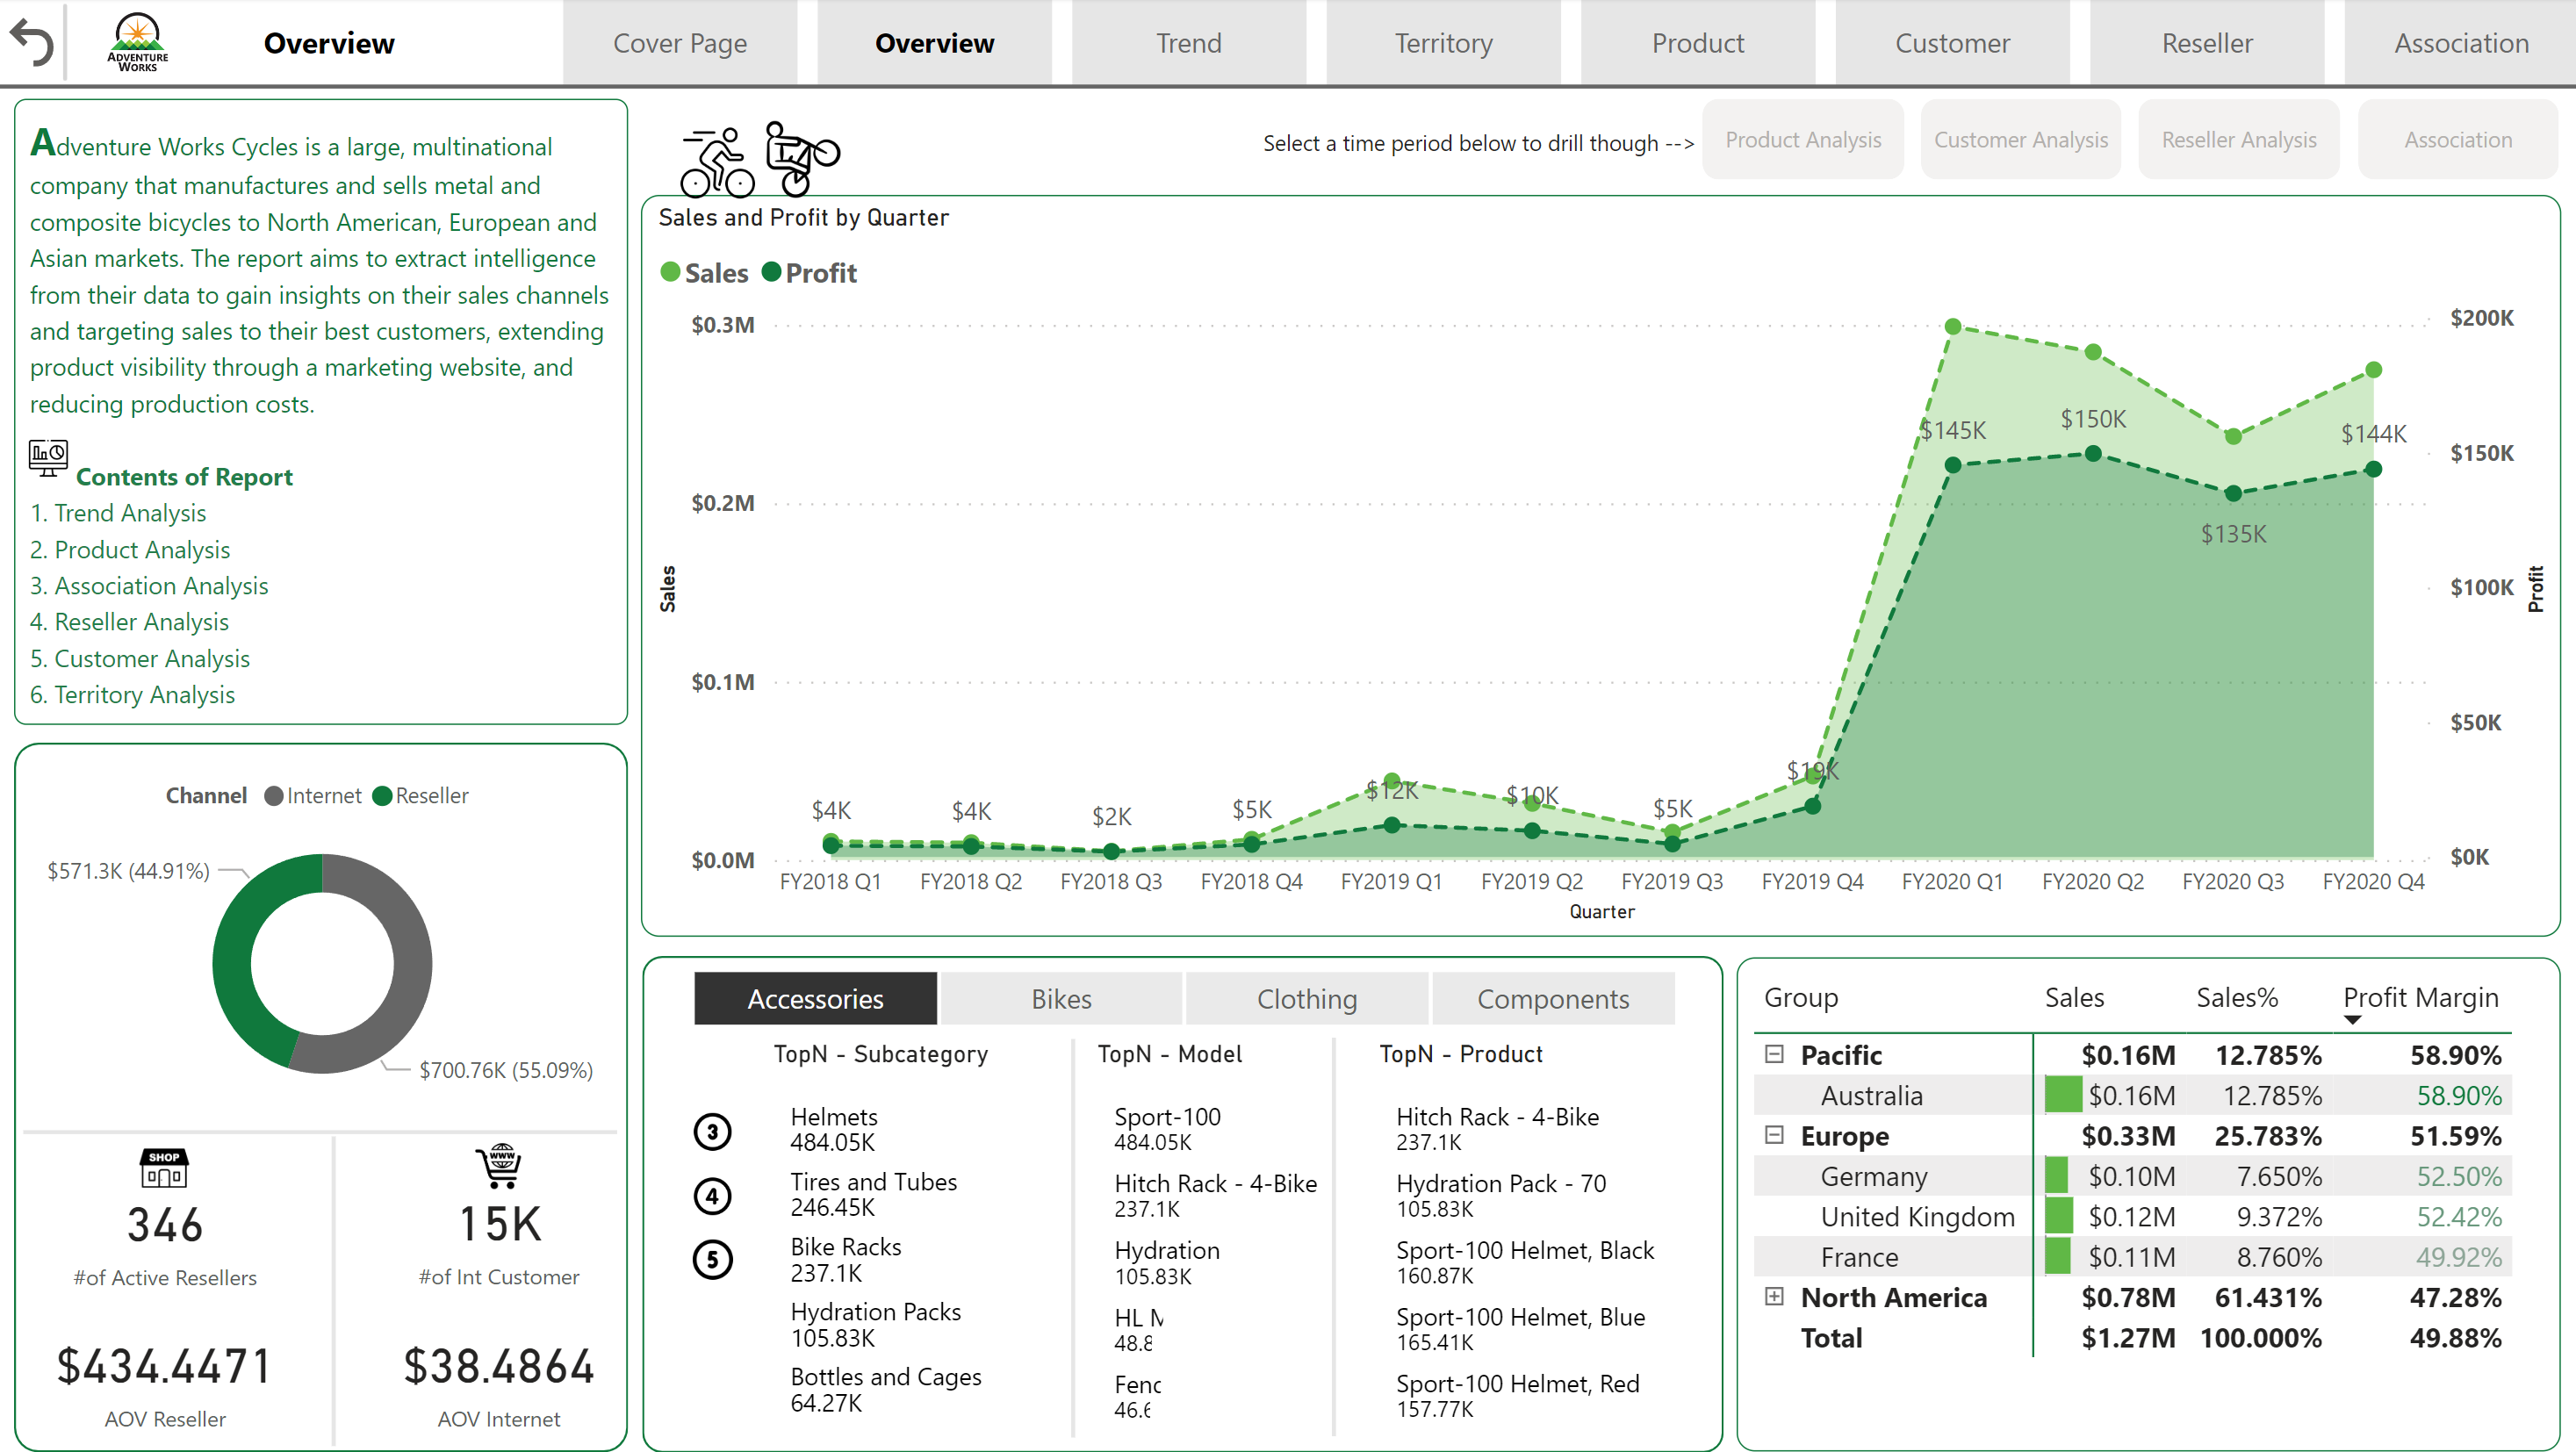 ADVENTURE
WORKS
Overview
Cover Page
Overview
Trend
Territory
Product
Customer
Reseller
Association
Adventure Works Cycles is a large, multinational
company that manufactures and sells metal and
composite bicycles to North American, European and
Asian markets. The report aims to extract intelligence
from their data to gain insights on their sales channels
and targeting sales to their best customers, extending
product visibility through a marketing website, and
reducing production costs.
Contents of Report
1. Trend Analysis
2. Product Analysis
3. Association Analysis
4. Reseller Analysis
5. Customer Analysis
6. Territory Analysis
Select a time period below to drill though -->
Product Analysis
Customer Analysis
Reseller Analysis
Association
Sales and Profit by Quarter
Sales
Profit
$0.3M
$0.2M
$0.1M
$0.0M
Sales
$200K
$150K
$100K
$50K
$0K
Profit
$4K
$4K
$2K
$5K
$12K
$10K
$5K
$19K
$145K
$150K
$135K
$144K
FY2018 Q1
FY2018 Q2
FY2018 Q3
FY2018 Q4
FY2019 Q1
FY2019 Q2
FY2019 Q3
FY2019 Q4
FY2020 Q1
FY2020 Q2
FY2020 Q3
FY2020 Q4
Quarter
Channel Internet Reseller
$571.3K (44.91%)
$700.76K (55.09%)
SHOP
346
#of Active Resellers
$434.4471
AOV Reseller
WWW
15K
#of Int Customer
$38.4864
AOV Internet
Accessories
Bikes
Clothing
Components
3
4
5
TopN - Subcategory
Helmets
484.05K
Tires and Tubes
246.45K
Bike Racks
237.1K
Hydration Packs
105.83K
Bottles and Cages
64.27K
TopN - Model
Sport-100
484.05K
Hitch Rack - 4-Bike
237.1K
Hydration
105.83K
HL
48.8
Fen
46.
TopN - Product
Hitch Rack - 4-Bike
237.1K
Hydration Pack - 70
105.83K
Sport-100 Helmet, Black
160.87K
Sport-100 Helmet, Blue
165.41K
Sport-100 Helmet, Red
157.77K
Group Sales Sales% Profit Margin
Pacific $0.16M 12.785% 58.90%
Australia $0.16M 12.785% 58.90%
Europe $0.33M 25.783% 51.59%
Germany $0.10M 7.650% 52.50%
United Kingdom $0.12M 9.372% 52.42%
France $0.11M 8.760% 49.92%
North America $0.78M 61.431% 47.28%
Total $1.27M 100.000% 49.88%